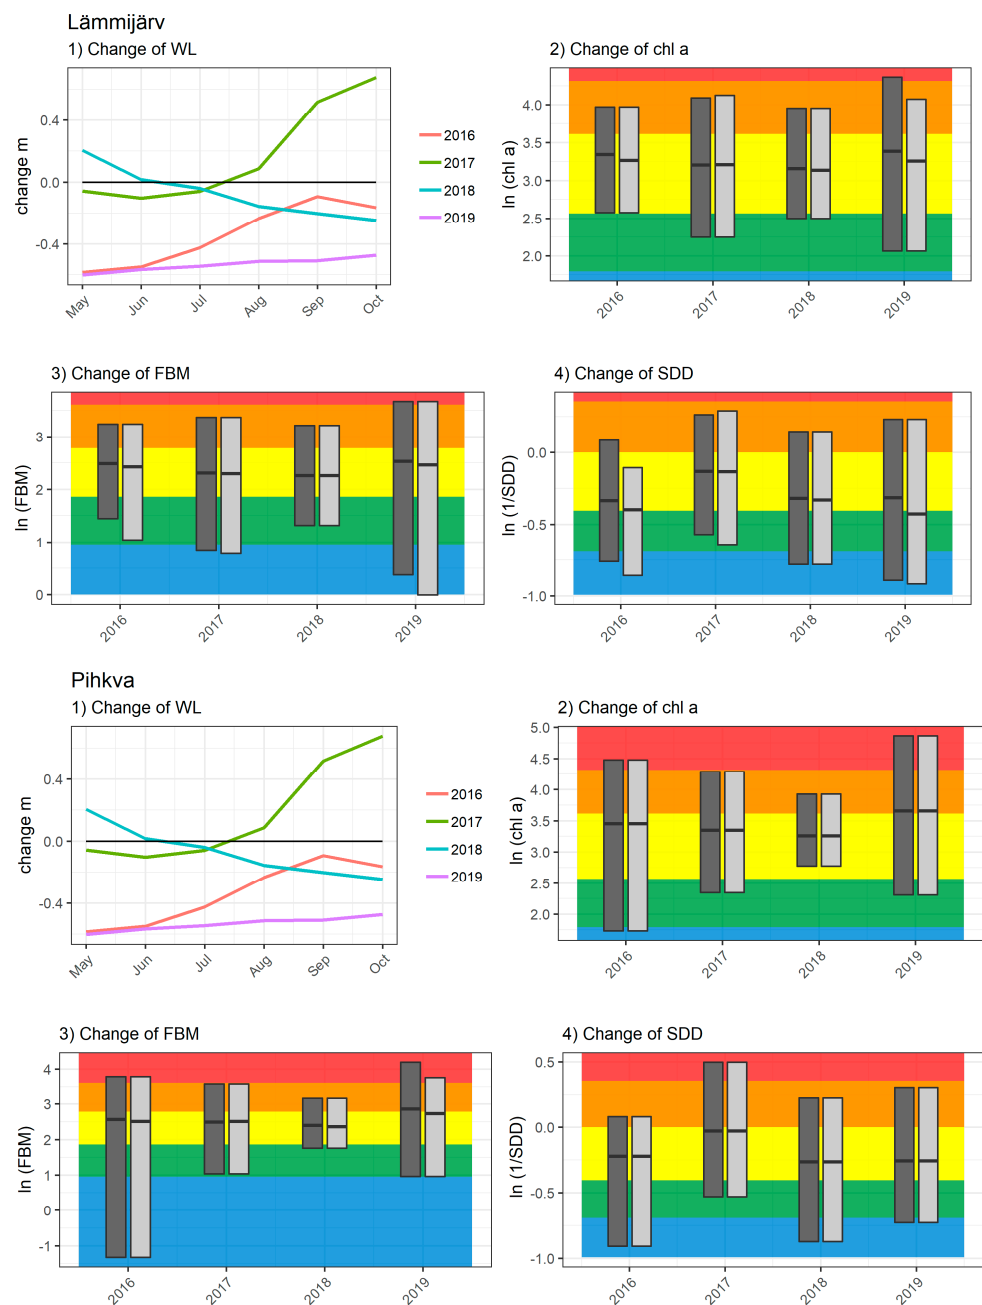 Lämmijärv
1) Change of WL
change m
0.4
0.0
-0.4
May Jun Jul Aug Sep Oct
2016
2017
2018
2019
2) Change of chl a
ln (chl a)
4.0
3.5
3.0
2.5
2.0
2016 2017 2018 2019
3) Change of FBM
ln (FBM)
3
2
1
0
2016 2017 2018 2019
4) Change of SDD
ln (1/SDD)
0.0
-0.5
-1.0
2016 2017 2018 2019
Pihkva
1) Change of WL
change m
0.4
0.0
-0.4
May Jun Jul Aug Sep Oct
2016
2017
2018
2019
2) Change of chl a
ln (chl a)
5.0
4.5
4.0
3.5
3.0
2.5
2.0
2016 2017 2018 2019
3) Change of FBM
ln (FBM)
4
3
2
1
0
-1
2016 2017 2018 2019
4) Change of SDD
ln (1/SDD)
0.5
0.0
-0.5
-1.0
2016 2017 2018 2019